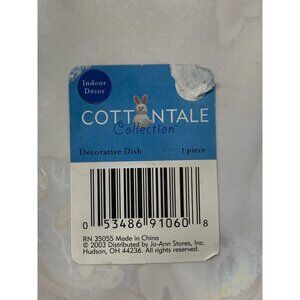 Indoor
Décor
COTTONTALE
Collection
Decorative Dish 1 piece
0 53486 91060 8
RN 35055 Made in China
© 2003 Distributed by Jo-Ann Stores, Inc.
Hudson, OH 44236. All rights reserved.